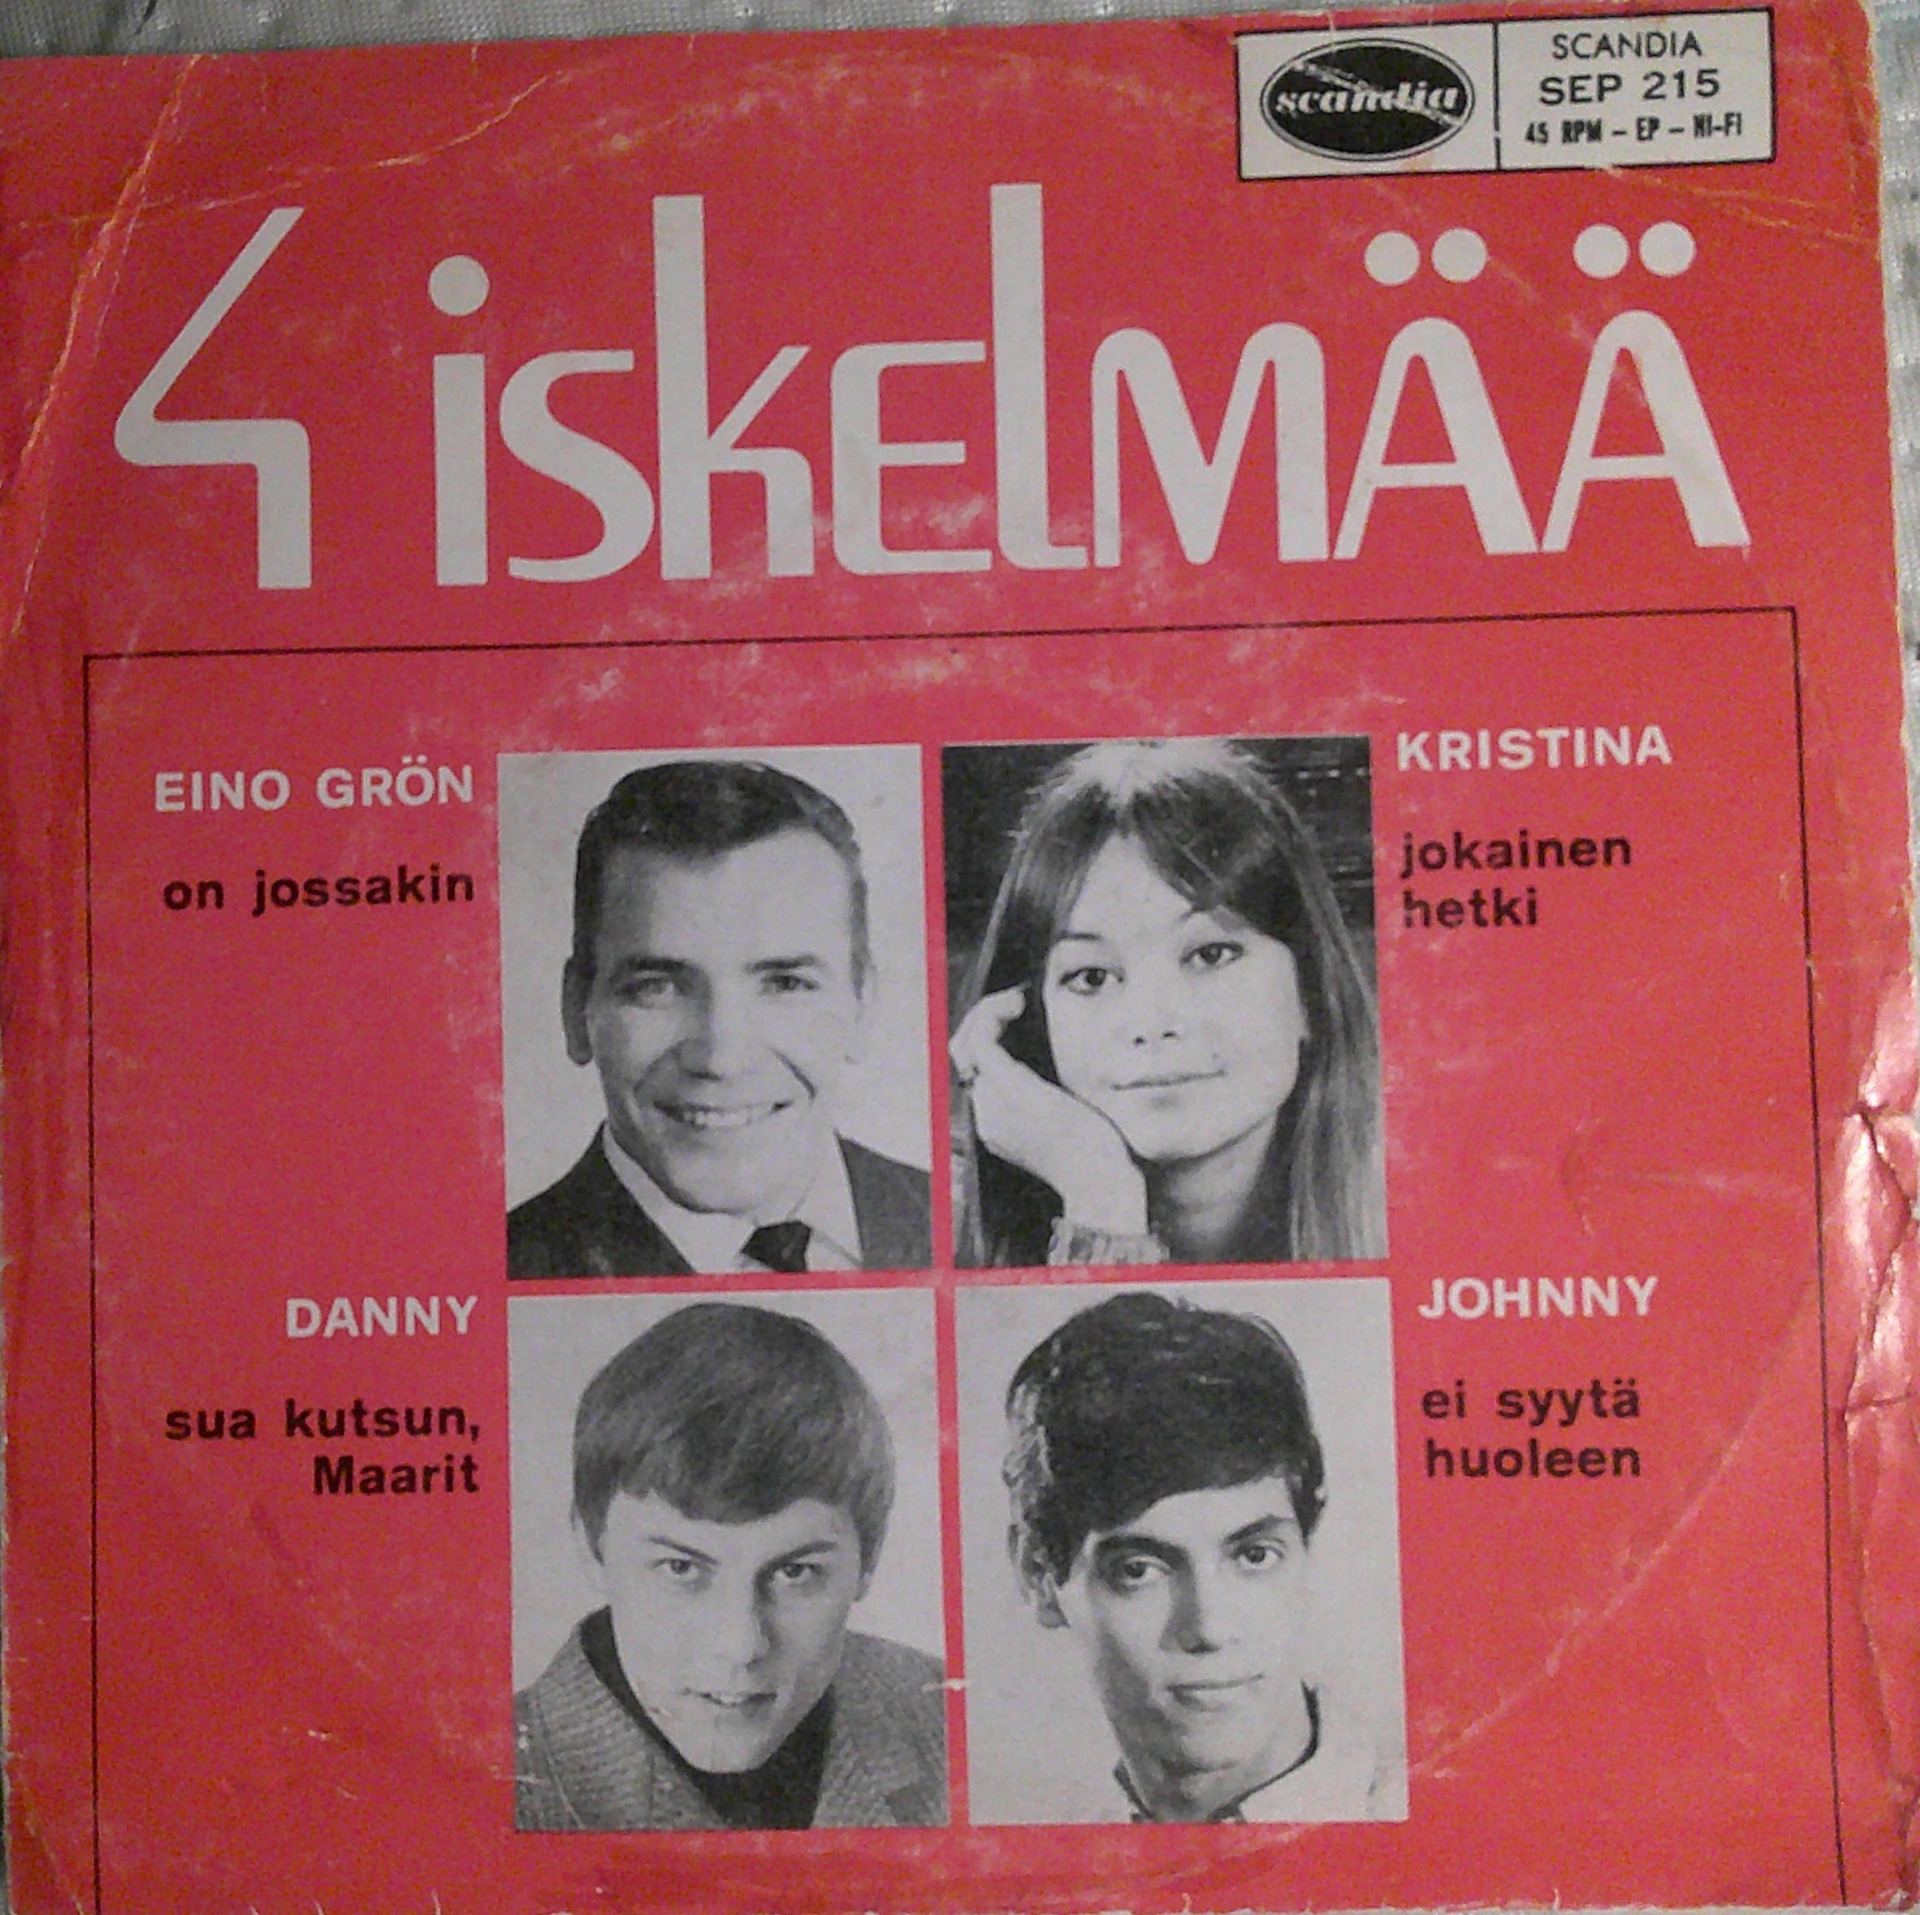 scandia
SCANDIA
SEP 215
45 RPM – EP – HI-FI
4 iskelmää
EINO GRÖN
on jossakin
KRISTINA
jokainen
hetki
DANNY
sua kutsun,
Maarit
JOHNNY
ei syytä
huoleen